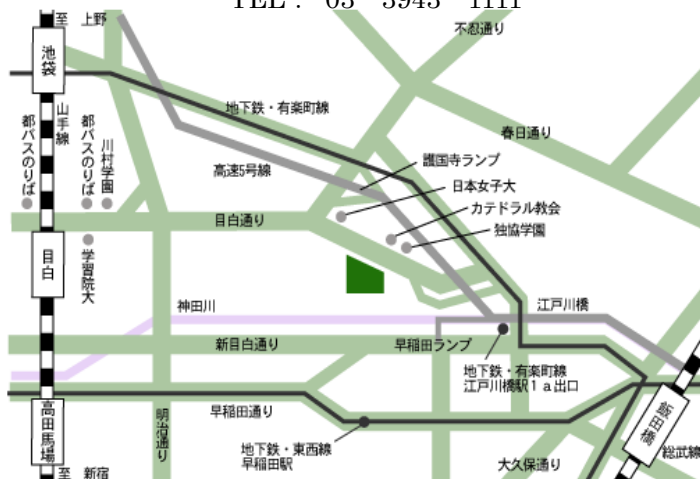 TEL： 03－3943－1111
至 上野
不忍通り
池袋
山手線
都バスのりば
都バスのりば
川村学園
地下鉄・有楽町線
春日通り
高速5号線
護国寺ランプ
日本女子大
カテドラル教会
独協学園
目白通り
目白
学習院大
神田川
江戸川橋
新目白通り
早稲田ランプ
地下鉄・有楽町線
江戸川橋駅1a出口
高田馬場
早稲田通り
明治通り
飯田橋
地下鉄・東西線
早稲田駅
大久保通り
総武線
至 新宿